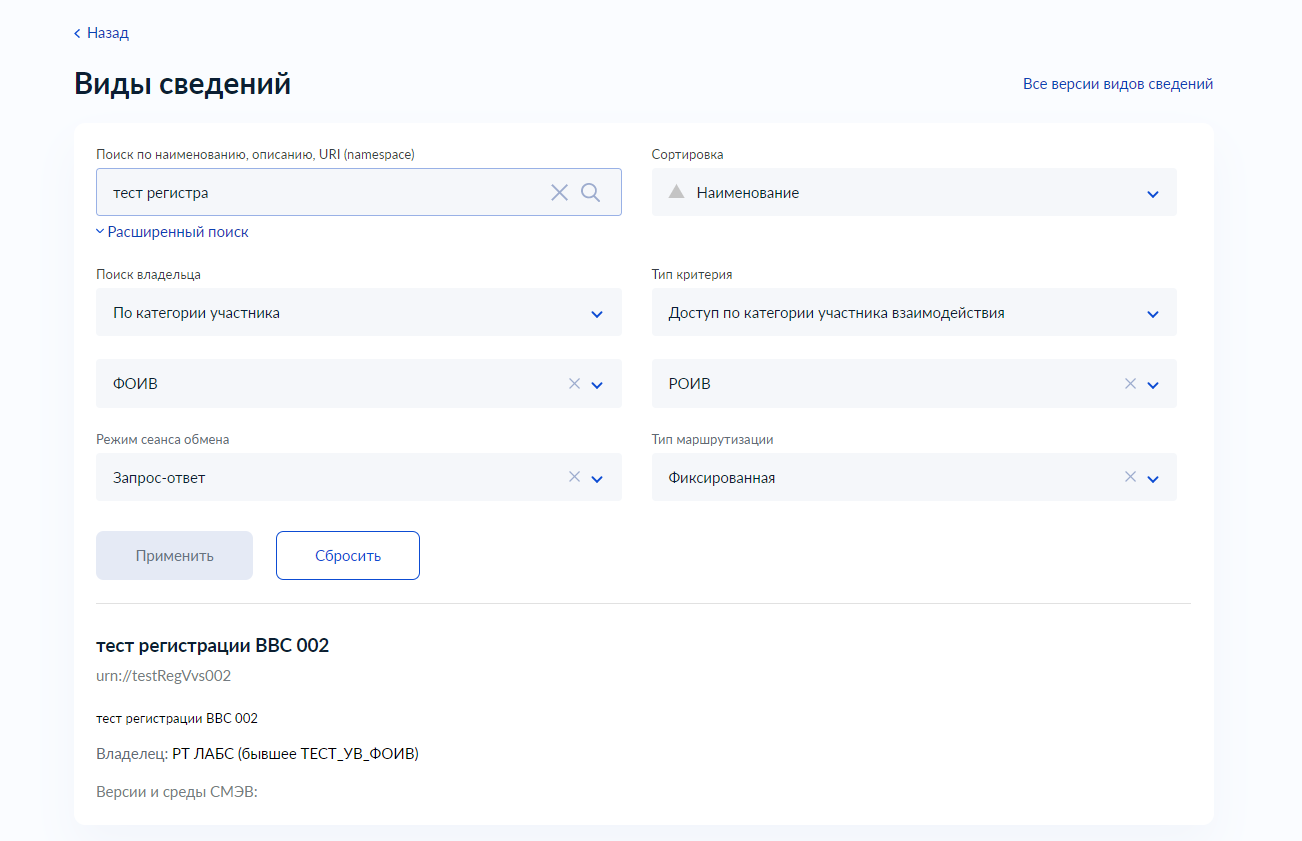 Назад
Виды сведений
Все версии видов сведений
Поиск по наименованию, описанию, URI (namespace)
Сортировка
тест регистра
Наименование
Расширенный поиск
Поиск владельца
Тип критерия
По категории участника
Доступ по категории участника взаимодействия
ФОИВ
РОИВ
Режим сеанса обмена
Тип маршрутизации
Запрос-ответ
Фиксированная
Применить
Сбросить
тест регистрации ВВС 002
urn://testRegVvs002
тест регистрации ВВС 002
Владелец: РТ ЛАБС (бывшее ТЕСТ_УВ_ФОИВ)
Версии и среды СМЭВ: